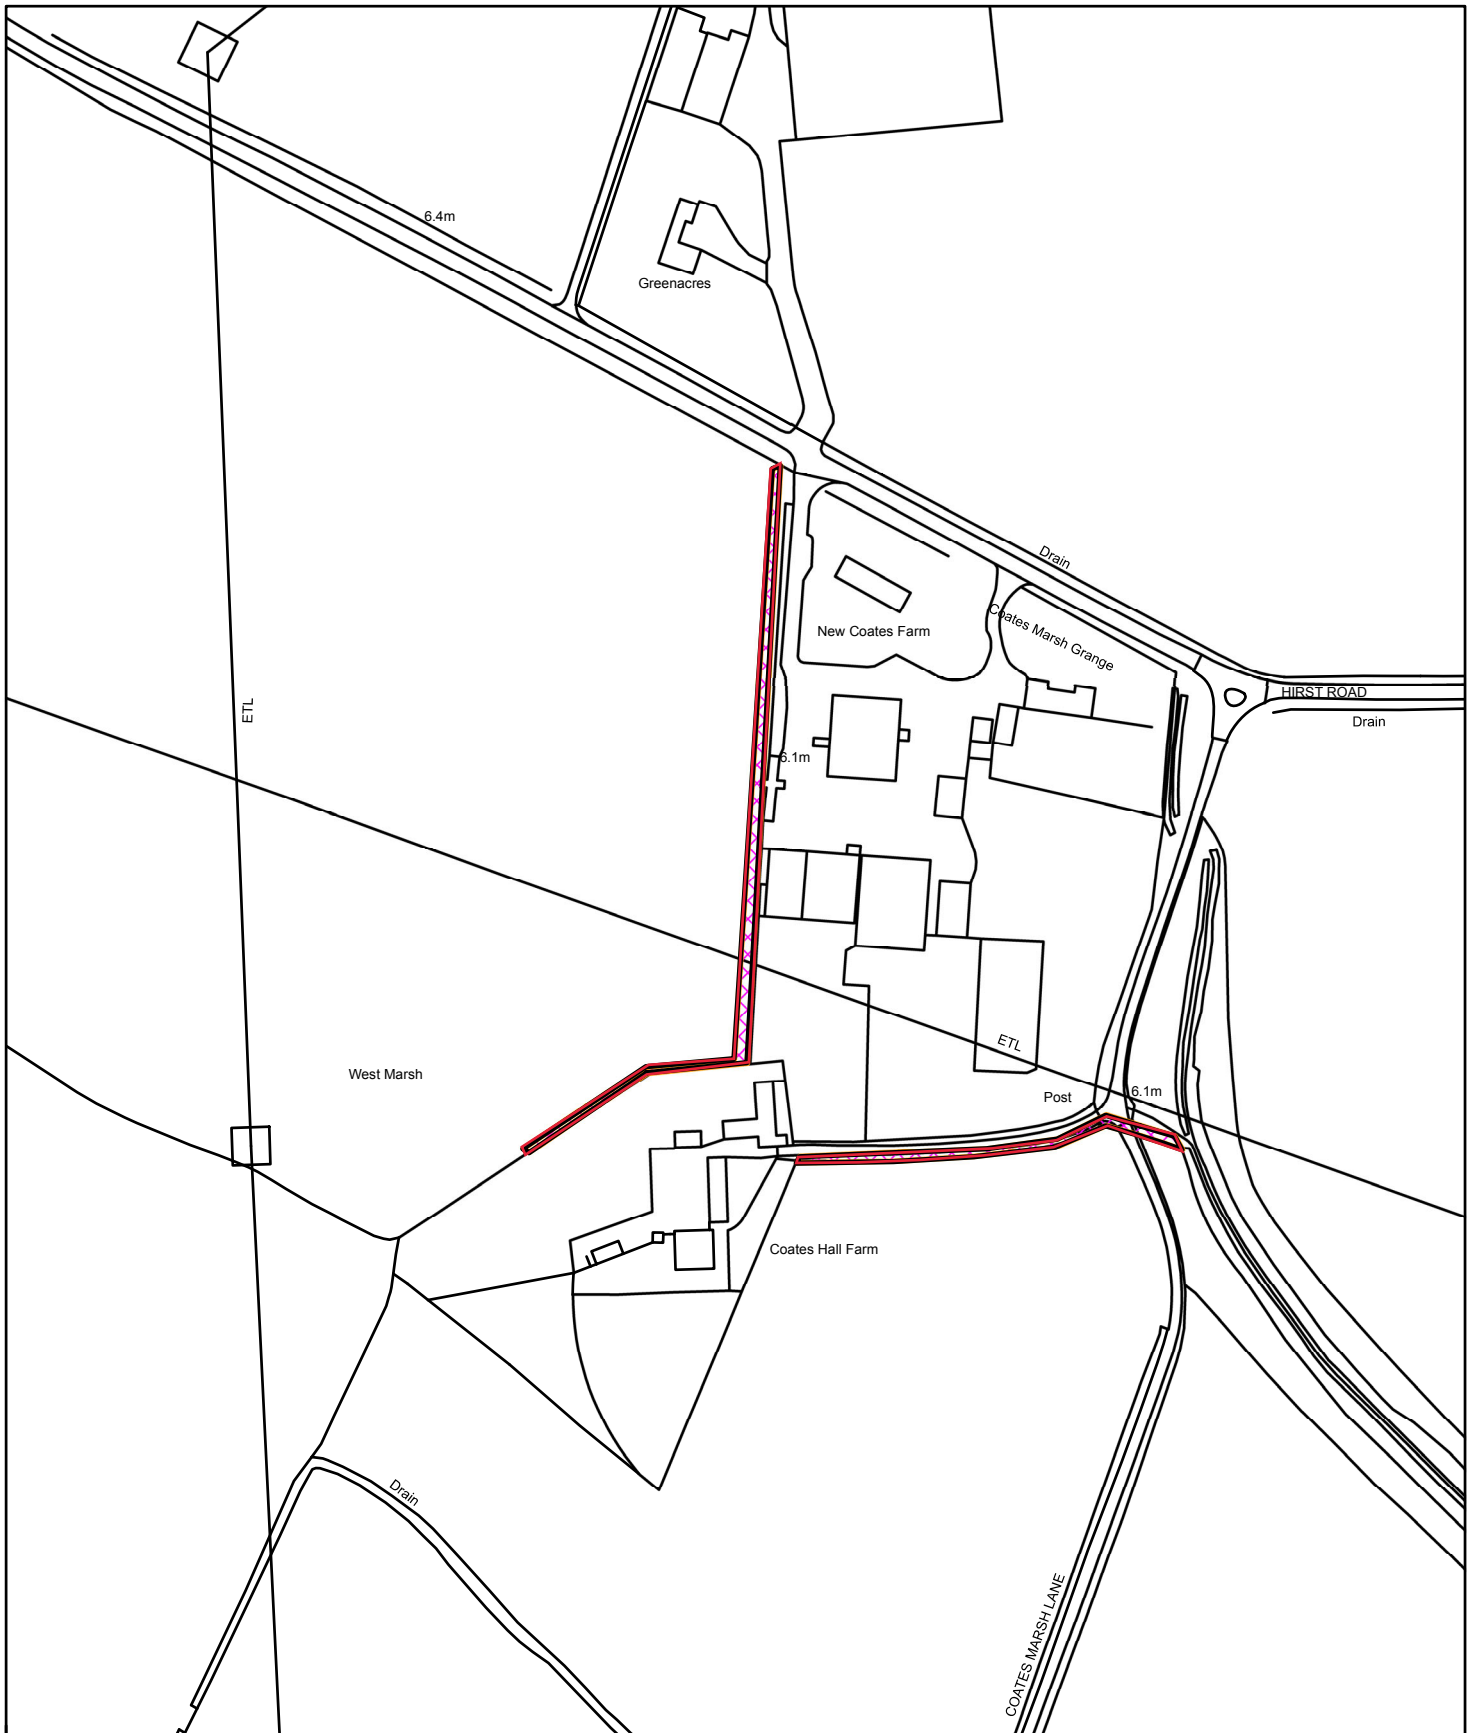 6.4m
Greenacres
Drain
New Coates Farm
Coates Marsh Grange
HIRST ROAD
Drain
ETL
6.1m
ETL
West Marsh
Post
6.1m
Coates Hall Farm
Drain
COATES MARSH LANE